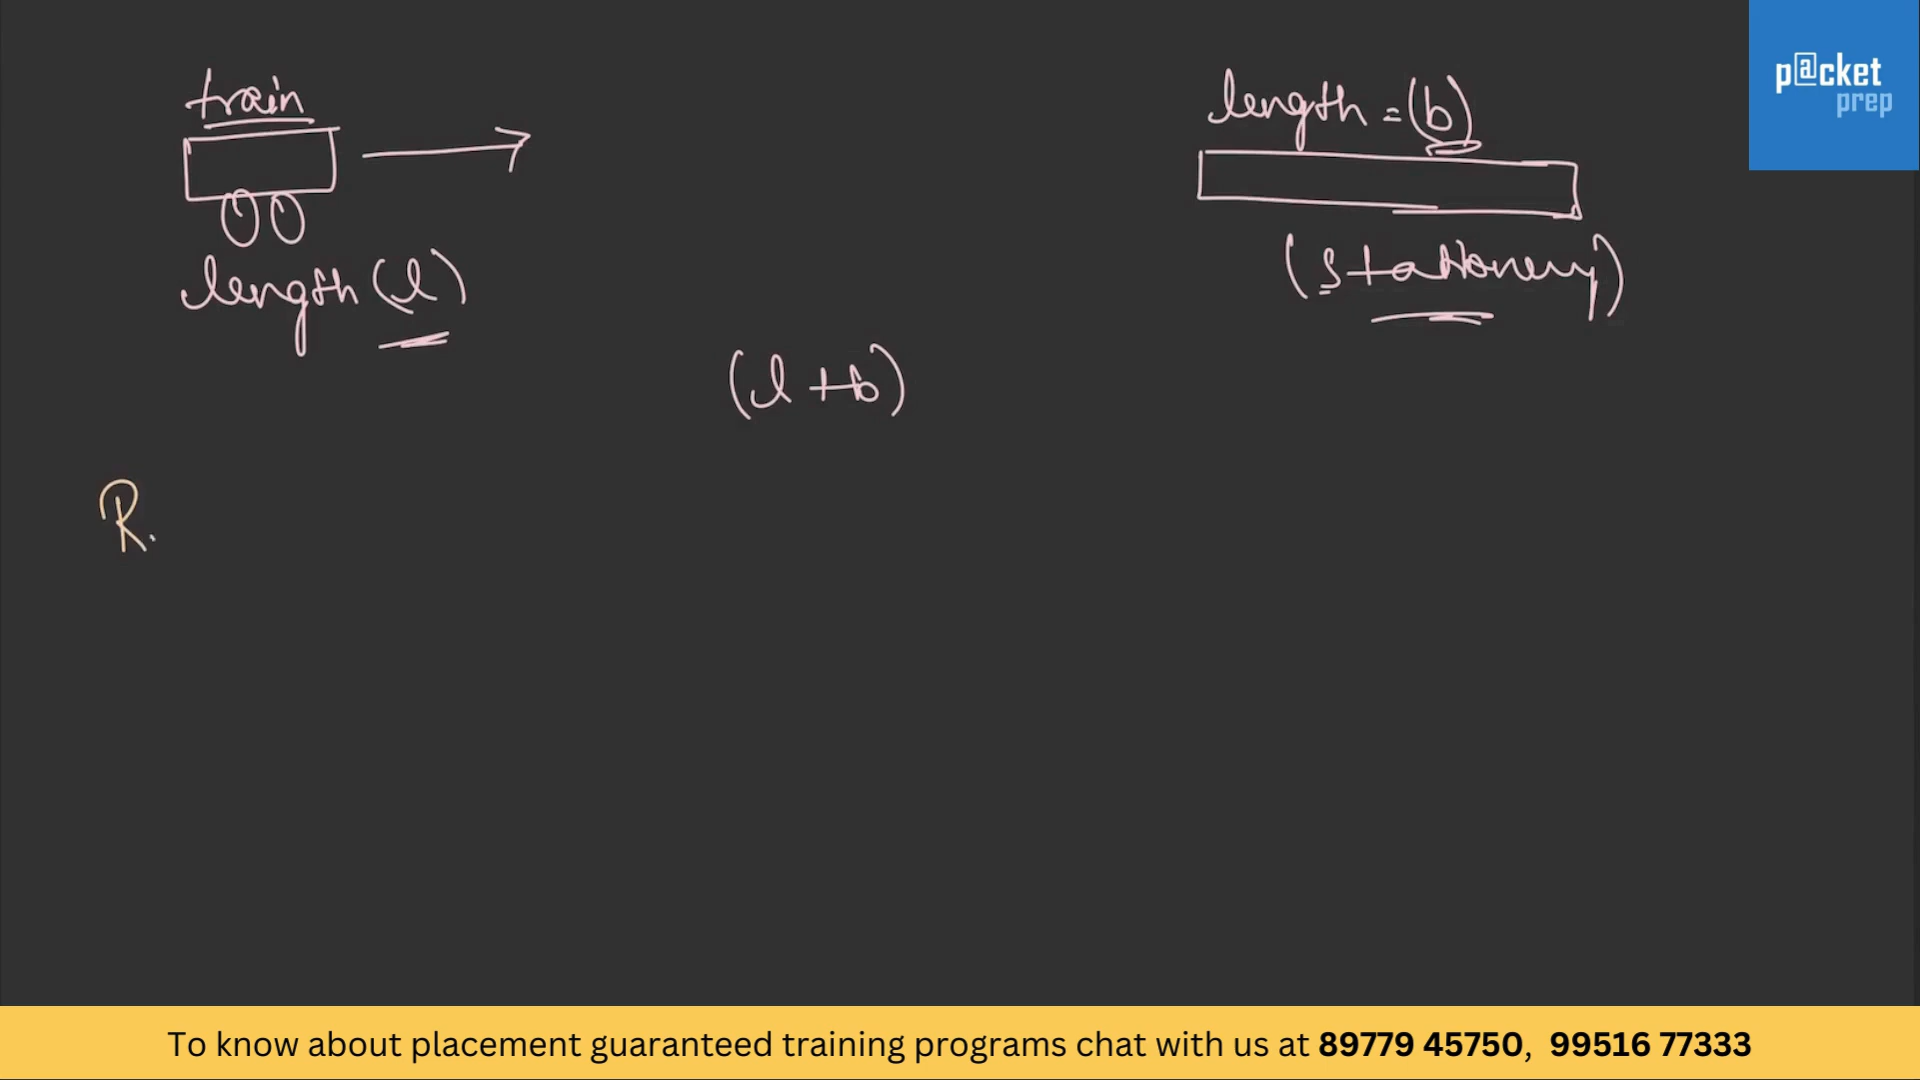 train
length = (b)
p@cket
prep
length (l)
(stationery)
(l+b)
R.
To know about placement guaranteed training programs chat with us at 89779 45750, 99516 77333